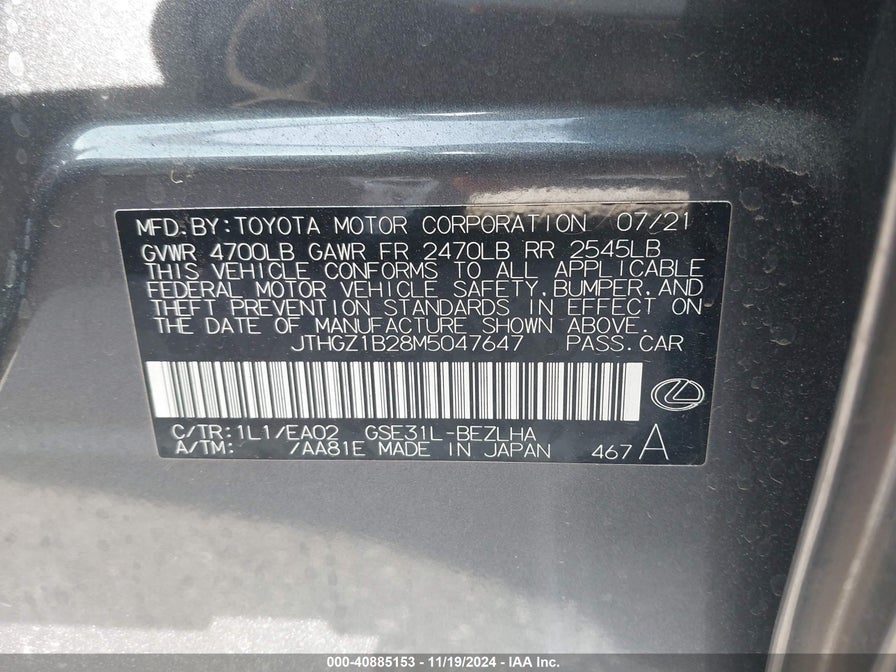 MFD.BY:TOYOTA MOTOR CORPORATION 07/21
GVWR 4700LB GAWR FR 2470LB RR 2545LB
THIS VEHICLE CONFORMS TO ALL APPLICABLE
FEDERAL MOTOR VEHICLE SAFETY,BUMPER,AND
THEFT PREVENTION STANDARDS IN EFFECT ON
THE DATE OF MANUFACTURE SHOWN ABOVE.
JTHGZ1B28M5047647 PASS.CAR
C/TR:1L1/EA02 GSE31L-BEZLHA
A/TM: /AA81E MADE IN JAPAN 467 A
000-40885153 — 11/19/2024 — IAA Inc.